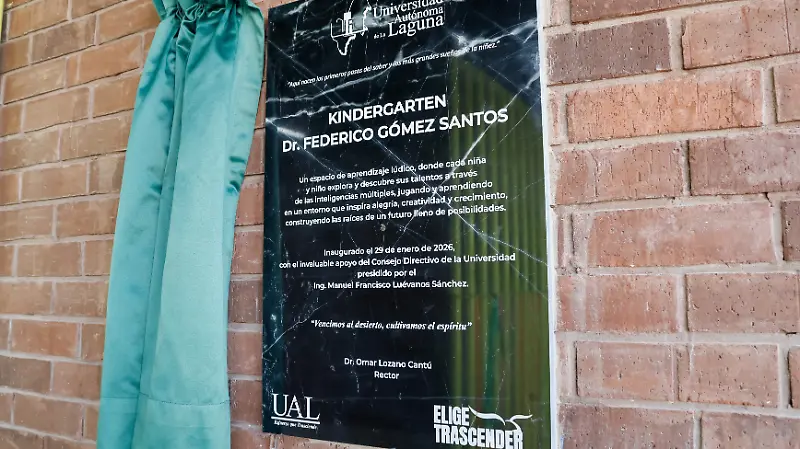 Universidad
Autónoma
de La Laguna
"Aquí nacen los primeros pasos del saber y los más grandes sueños de la niñez."
KINDERGARTEN
Dr. FEDERICO GÓMEZ SANTOS
Un espacio de aprendizaje lúdico, donde cada niña
y niño explora y descubre sus talentos a través
de las Inteligencias múltiples, jugando y aprendiendo
en un entorno que inspira alegría, creatividad y crecimiento,
construyendo las raíces de un futuro lleno de posibilidades.
Inaugurado el 29 de enero de 2026,
con el invaluable apoyo del Consejo Directivo de la Universidad
presidido por el
Ing. Manuel Francisco Luévanos Sánchez.
"Vencimos al desierto, cultivamos el espíritu"
Dr. Omar Lozano Cantú
Rector
UAL
Esfuerzo que Trasciende
ELIGE
TRASCENDER